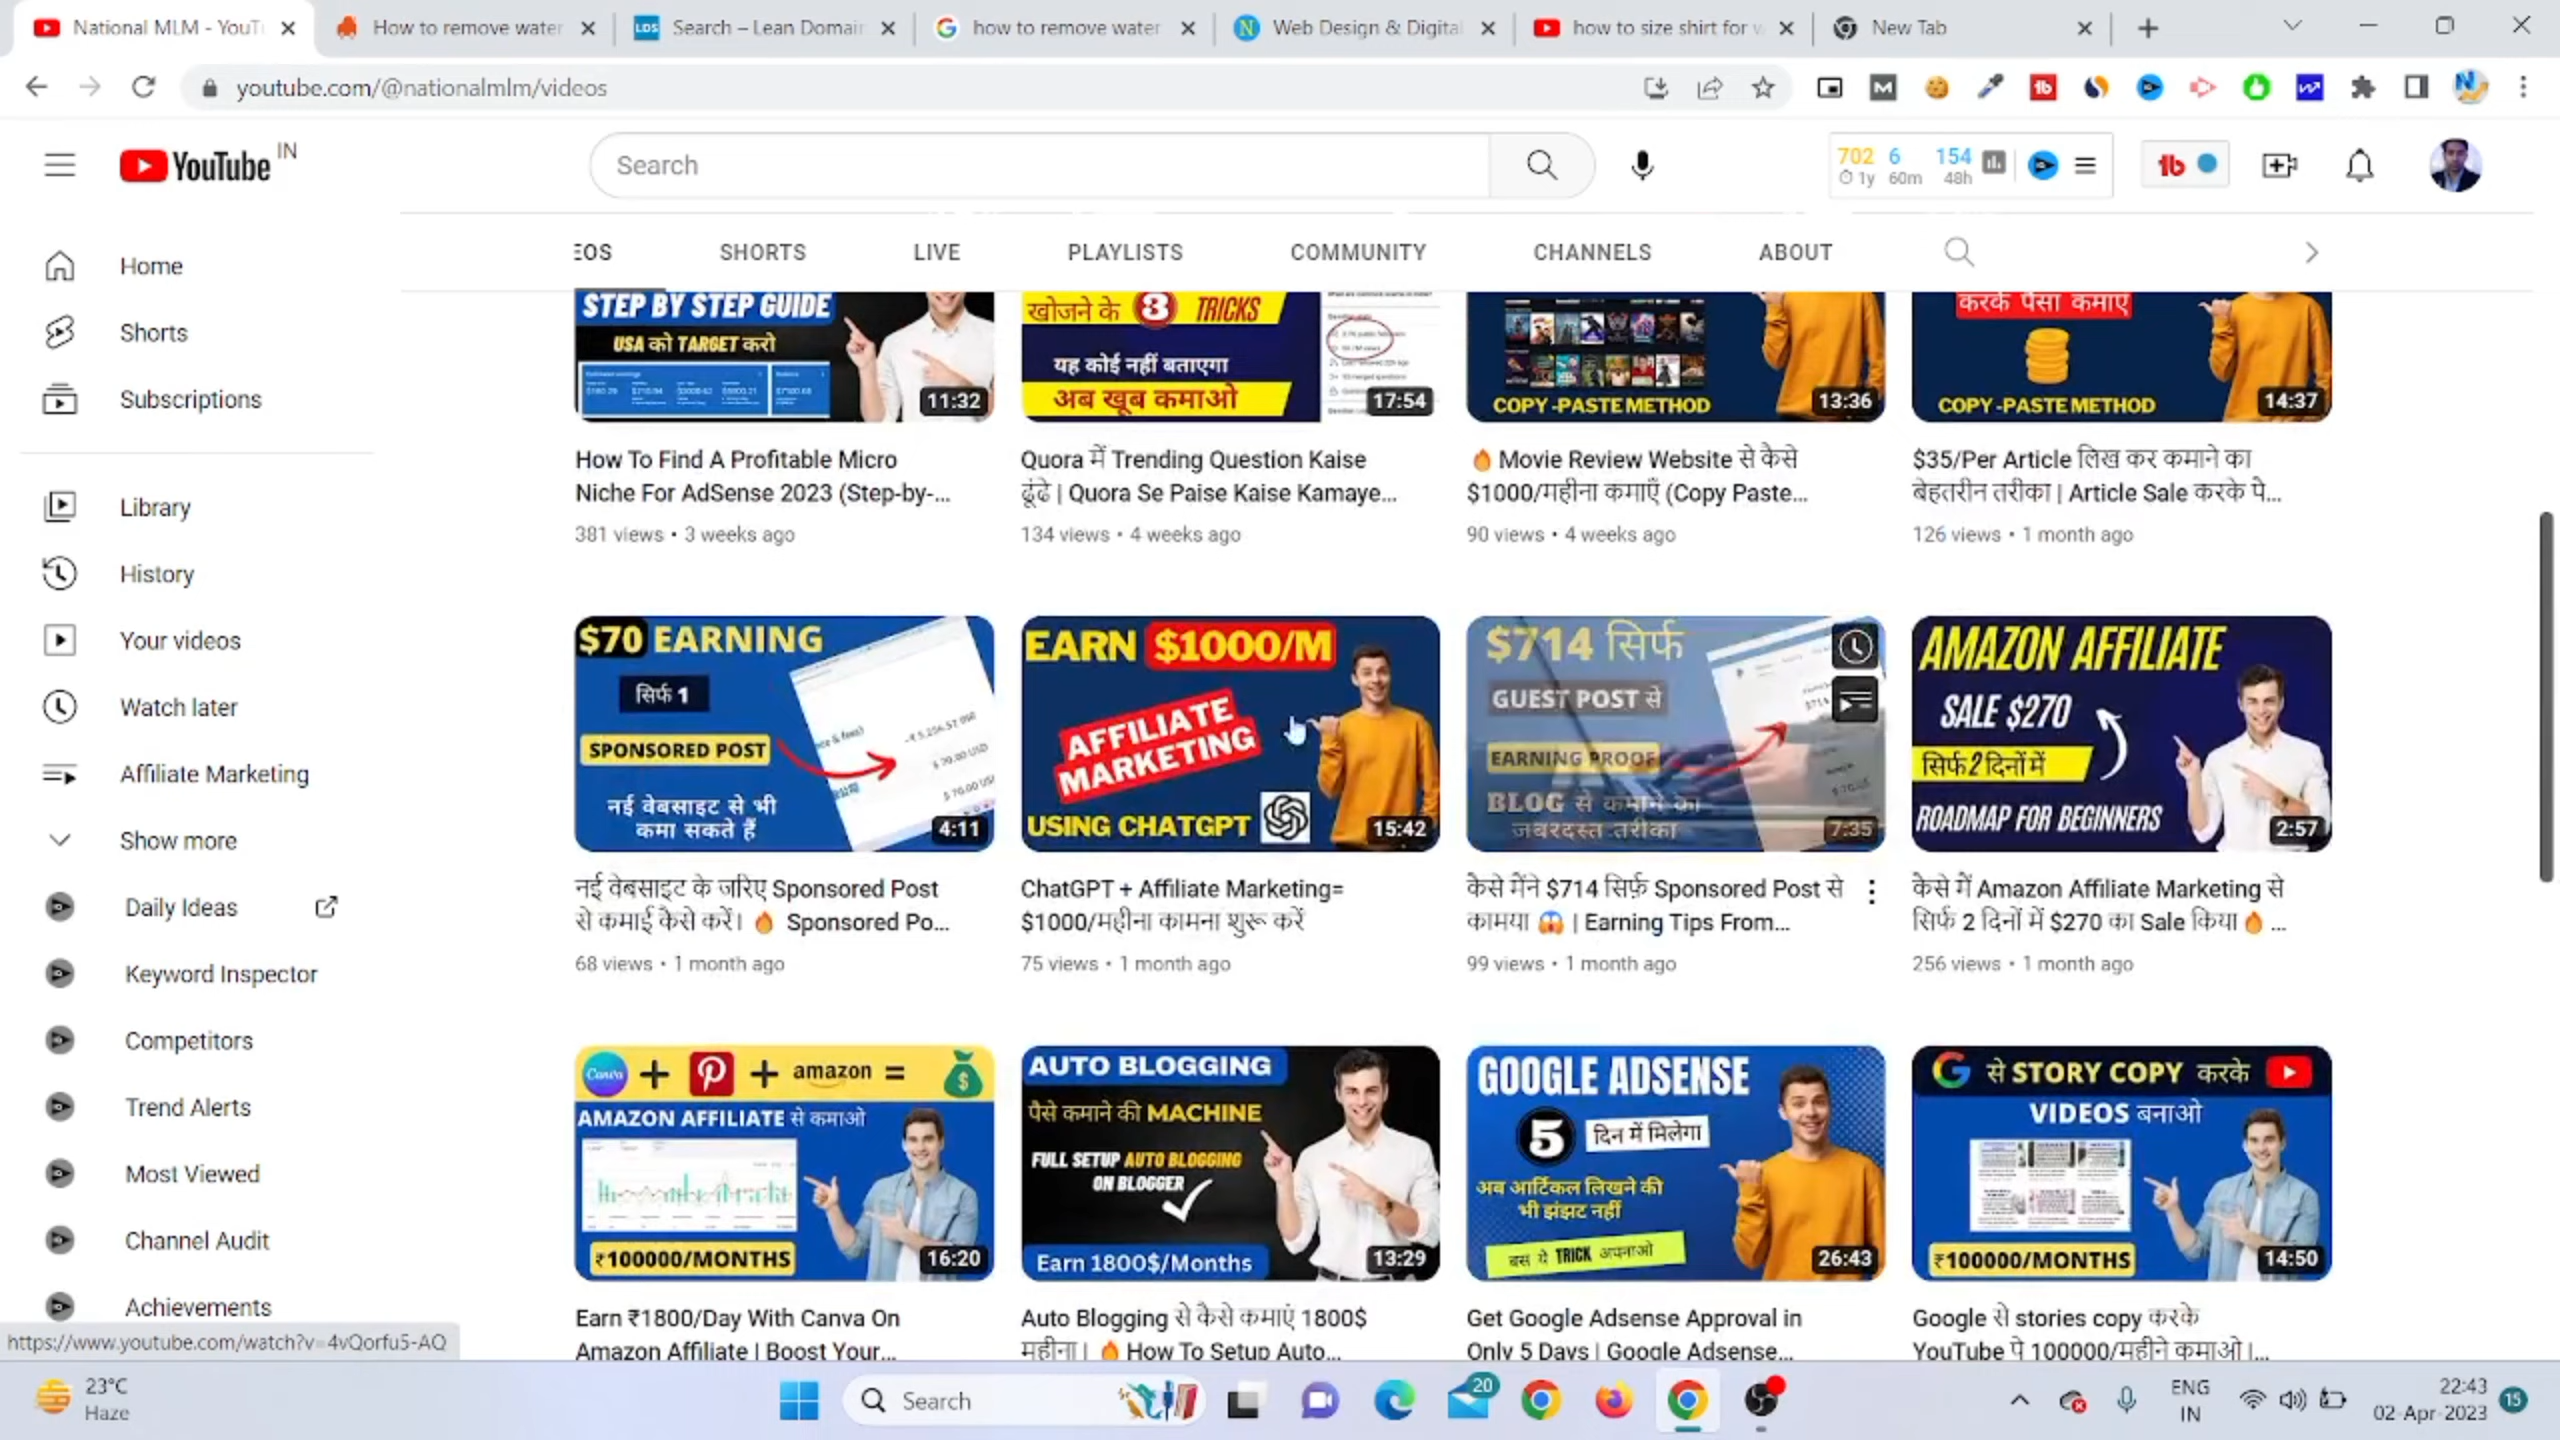 National MLM - YouT
How to remove water
LDS Search – Lean Domain
how to remove water
N Web Design & Digital
how to size shirt for w
New Tab
youtube.com/@nationalmlm/videos
YouTube IN
Search
702 6 154
1y 60m 48h
Home
Shorts
Subscriptions
Library
History
Your videos
Watch later
Affiliate Marketing
Show more
Daily Ideas
Keyword Inspector
Competitors
Trend Alerts
Most Viewed
Channel Audit
Achievements
EOS SHORTS LIVE PLAYLISTS COMMUNITY CHANNELS ABOUT
STEP BY STEP GUIDE
USA को TARGET करो
11:32
खोजने के 3 TRICKS
यह कोई नहीं बताएगा
अब खूब कमाओ
17:54
COPY -PASTE METHOD
13:36
करके पैसा कमाए
COPY -PASTE METHOD
14:37
How To Find A Profitable Micro
Niche For AdSense 2023 (Step-by-...
381 views • 3 weeks ago
Quora में Trending Question Kaise
ढूंढे | Quora Se Paise Kaise Kamaye...
134 views • 4 weeks ago
🔥 Movie Review Website से कैसे
$1000/महीना कमाएँ (Copy Paste...
90 views • 4 weeks ago
$35/Per Article लिख कर कमाने का
बेहतरीन तरीका | Article Sale करके पै...
126 views • 1 month ago
$70 EARNING
सिर्फ 1
SPONSORED POST
नई वेबसाइट से भी
कमा सकते हैं
4:11
EARN $1000/M
AFFILIATE
MARKETING
USING CHATGPT
15:42
$714 सिर्फ
GUEST POST से
EARNING PROOF
BLOG से कमाने का
जबरदस्त तरीका
7:35
AMAZON AFFILIATE
SALE $270
सिर्फ 2 दिनों में
ROADMAP FOR BEGINNERS
2:57
नई वेबसाइट के जरिए Sponsored Post
से कमाई कैसे करें। 🔥 Sponsored Po...
68 views • 1 month ago
ChatGPT + Affiliate Marketing=
$1000/महीना कामना शुरू करें
75 views • 1 month ago
कैसे मैंने $714 सिर्फ़ Sponsored Post से
कामया 😱 | Earning Tips From...
99 views • 1 month ago
कैसे में Amazon Affiliate Marketing से
सिर्फ 2 दिनों में $270 का Sale किया 🔥 ...
256 views • 1 month ago
Canva + + amazon =
AMAZON AFFILIATE से कमाओ
₹100000/MONTHS
16:20
AUTO BLOGGING
पैसे कमाने की MACHINE
FULL SETUP AUTO BLOGGING
ON BLOGGER
Earn 1800$/Months
13:29
GOOGLE ADSENSE
5 दिन में मिलेगा
अब आर्टिकल लिखने की
भी झंझट नहीं
बस ये TRICK अपनाओ
26:43
G से STORY COPY करके
VIDEOS बनाओ
₹100000/MONTHS
14:50
Earn ₹1800/Day With Canva On
Amazon Affiliate | Boost Your...
Auto Blogging से कैसे कमाएं 1800$
महीना | 🔥 How To Setup Auto...
Get Google Adsense Approval in
Only 5 Days | Google Adsense...
Google से stories copy करके
YouTube पे 100000/महीने कमाओ |...
https://www.youtube.com/watch?v=4vQorfu5-AQ
23°C
Haze
Search
20
ENG
IN
22:43
02-Apr-2023
15